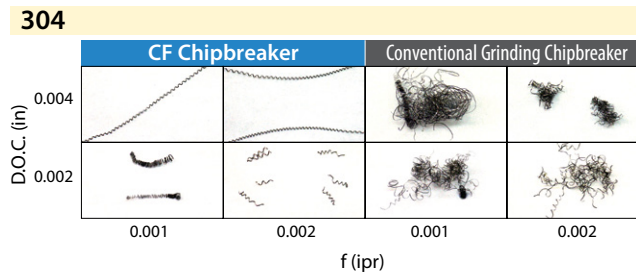 304
CF Chipbreaker Conventional Grinding Chipbreaker
D.O.C. (in)
0.004
0.002
0.001 0.002 0.001 0.002
f (ipr)